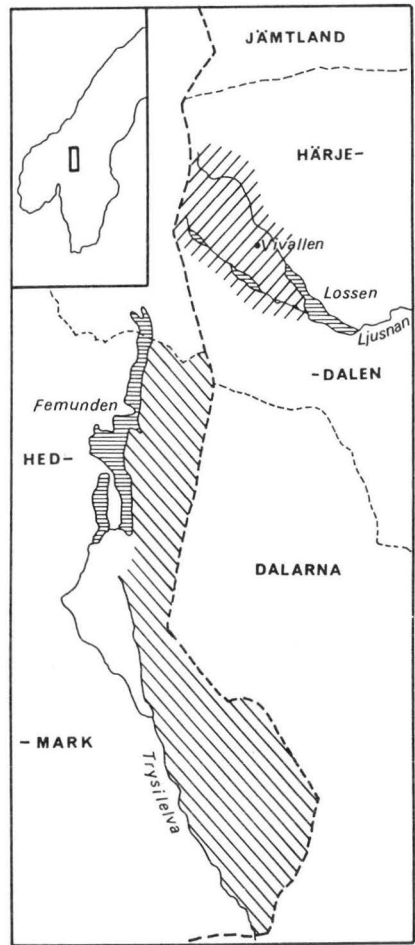 JÄMTLAND
HÄRJE-
Vivallen
Lossen
Ljusnan
-DALEN
Femunden
HED-
DALARNA
-MARK
Trysilelva